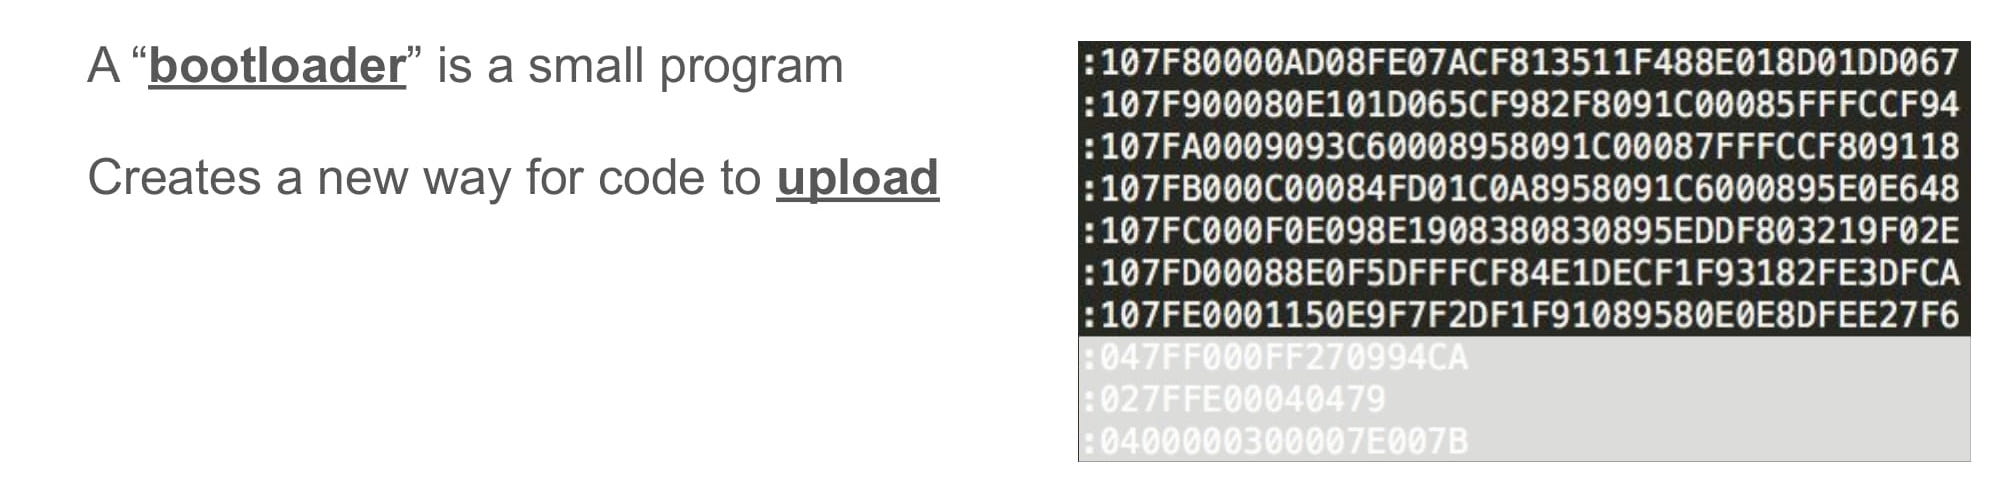 A “bootloader” is a small program
Creates a new way for code to upload
:107F80000AD08FE07ACF813511F488E018D01DD067
:107F900080E101D065CF982F8091C00085FFFCCF94
:107FA0009093C60008958091C00087FFFCCF809118
:107FB000C00084FD01C0A8958091C6000895E0E648
:107FC000F0E098E1908380830895EDDF803219F02E
:107FD00088E0F5DFFFCF84E1DECF1F93182FE3DFCA
:107FE0001150E9F7F2DF1F91089580E0E8DFEE27F6
:047FF000FF270994CA
:027FFE00040479
:0400000300007E007B